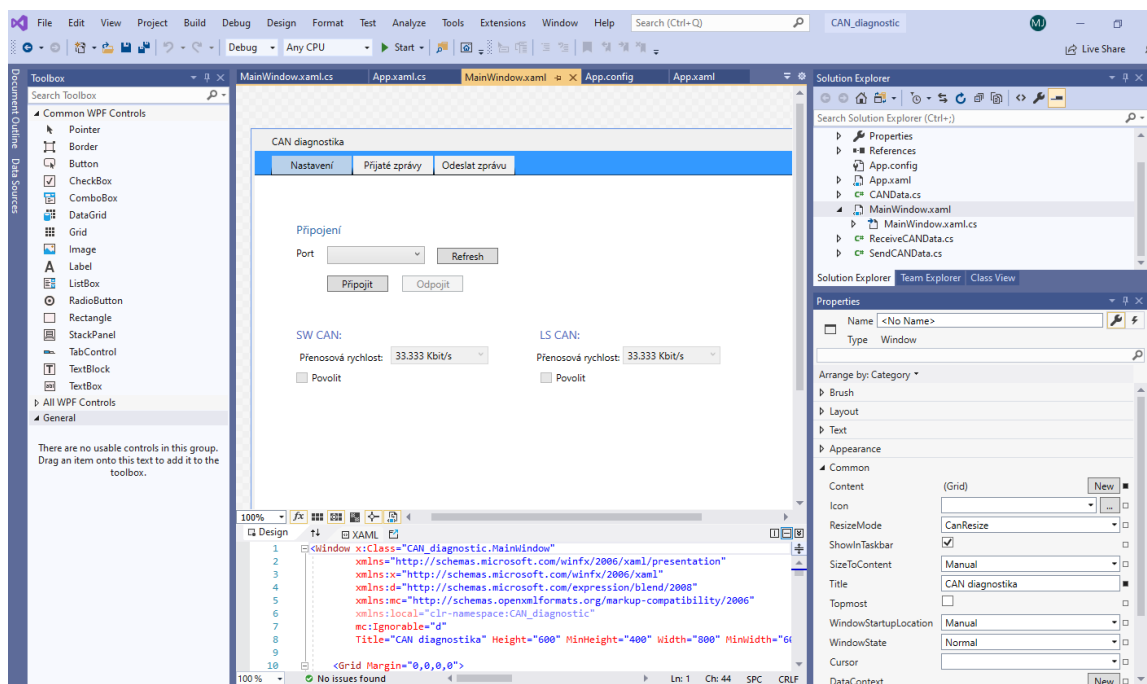 File Edit View Project Build Debug Design Format Test Analyze Tools Extensions Window Help Search (Ctrl+Q) CAN_diagnostic MJ
Debug Any CPU Start Live Share
Document Outline
Data Sources
Toolbox
Search Toolbox
Common WPF Controls
Pointer
Border
Button
CheckBox
ComboBox
DataGrid
Grid
Image
Label
ListBox
RadioButton
Rectangle
StackPanel
TabControl
TextBlock
TextBox
All WPF Controls
General
There are no usable controls in this group.
Drag an item onto this text to add it to the
toolbox.
MainWindow.xaml.cs App.xaml.cs MainWindow.xaml App.config App.xaml
CAN diagnostika
Nastavení Přijaté zprávy Odeslat zprávu
Připojení
Port Refresh
Připojit Odpojit
SW CAN: LS CAN:
Přenosová rychlost: 33.333 Kbit/s Přenosová rychlost: 33.333 Kbit/s
Povolit Povolit
100% fx
Design XAML
1 <Window x:Class="CAN_diagnostic.MainWindow"
2 xmlns="http://schemas.microsoft.com/winfx/2006/xaml/presentation"
3 xmlns:x="http://schemas.microsoft.com/winfx/2006/xaml"
4 xmlns:d="http://schemas.microsoft.com/expression/blend/2008"
5 xmlns:mc="http://schemas.openxmlformats.org/markup-compatibility/2006"
6 xmlns:local="clr-namespace:CAN_diagnostic"
7 mc:Ignorable="d"
8 Title="CAN diagnostika" Height="600" MinHeight="400" Width="800" MinWidth="60
9
10 <Grid Margin="0,0,0,0">
100 % No issues found Ln: 1 Ch: 44 SPC CRLF
Solution Explorer
Search Solution Explorer (Ctrl+;)
Properties
References
App.config
App.xaml
C# CANData.cs
MainWindow.xaml
MainWindow.xaml.cs
C# ReceiveCANData.cs
C# SendCANData.cs
Solution Explorer Team Explorer Class View
Properties
Name <No Name>
Type Window
Arrange by: Category
Brush
Layout
Text
Appearance
Common
Content (Grid) New
Icon ...
ResizeMode CanResize
ShowInTaskbar
SizeToContent Manual
Title CAN diagnostika
Topmost
WindowStartupLocation Manual
WindowState Normal
Cursor
DataContext New